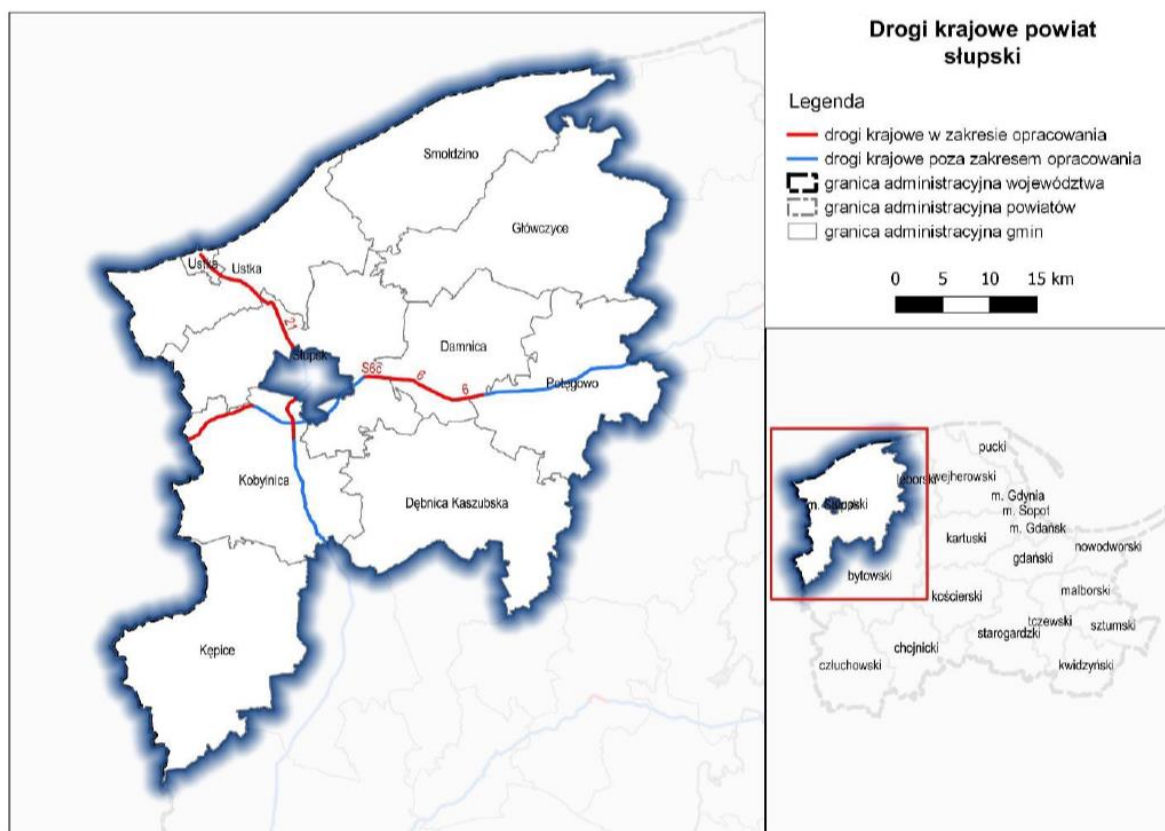 Drogi krajowe powiat
słupski
Legenda
drogi krajowe w zakresie opracowania
drogi krajowe poza zakresem opracowania
granica administracyjna województwa
granica administracyjna powiatów
granica administracyjna gmin
0 5 10 15 km
Smołdzino
Główczyce
Ustka
Ustka
21
Słupsk
Damnica
S6c
6
6
Potęgowo
Kobylnica
Dębnica Kaszubska
Kępice
pucki
lęborski
wejherowski
m. Gdynia
m. Słupsk
m. Sopot
m. Gdańsk
kartuski
nowodworski
gdański
bytowski
kościerski
malborski
tczewski
sztumski
starogardzki
chojnicki
człuchowski
kwidzyński